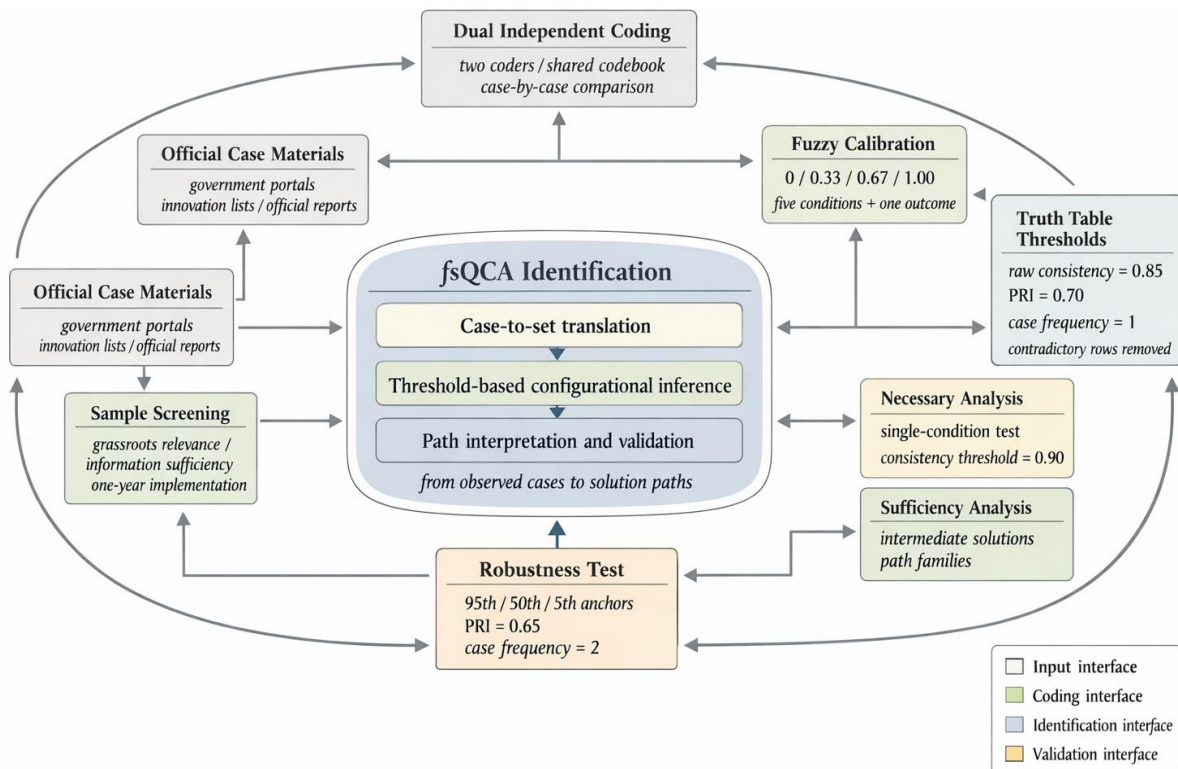 Dual Independent Coding
two coders / shared codebook
case-by-case comparison
Official Case Materials
government portals
innovation lists / official reports
Fuzzy Calibration
0 / 0.33 / 0.67 / 1.00
five conditions + one outcome
Truth Table
Thresholds
raw consistency = 0.85
PRI = 0.70
case frequency = 1
contradictory rows removed
Official Case Materials
government portals
innovation lists / official reports
fsQCA Identification
Case-to-set translation
Threshold-based configurational inference
Path interpretation and validation
from observed cases to solution paths
Sample Screening
grassroots relevance /
information sufficiency
one-year implementation
Necessary Analysis
single-condition test
consistency threshold = 0.90
Sufficiency Analysis
intermediate solutions
path families
Robustness Test
95th / 50th / 5th anchors
PRI = 0.65
case frequency = 2
Input interface
Coding interface
Identification interface
Validation interface